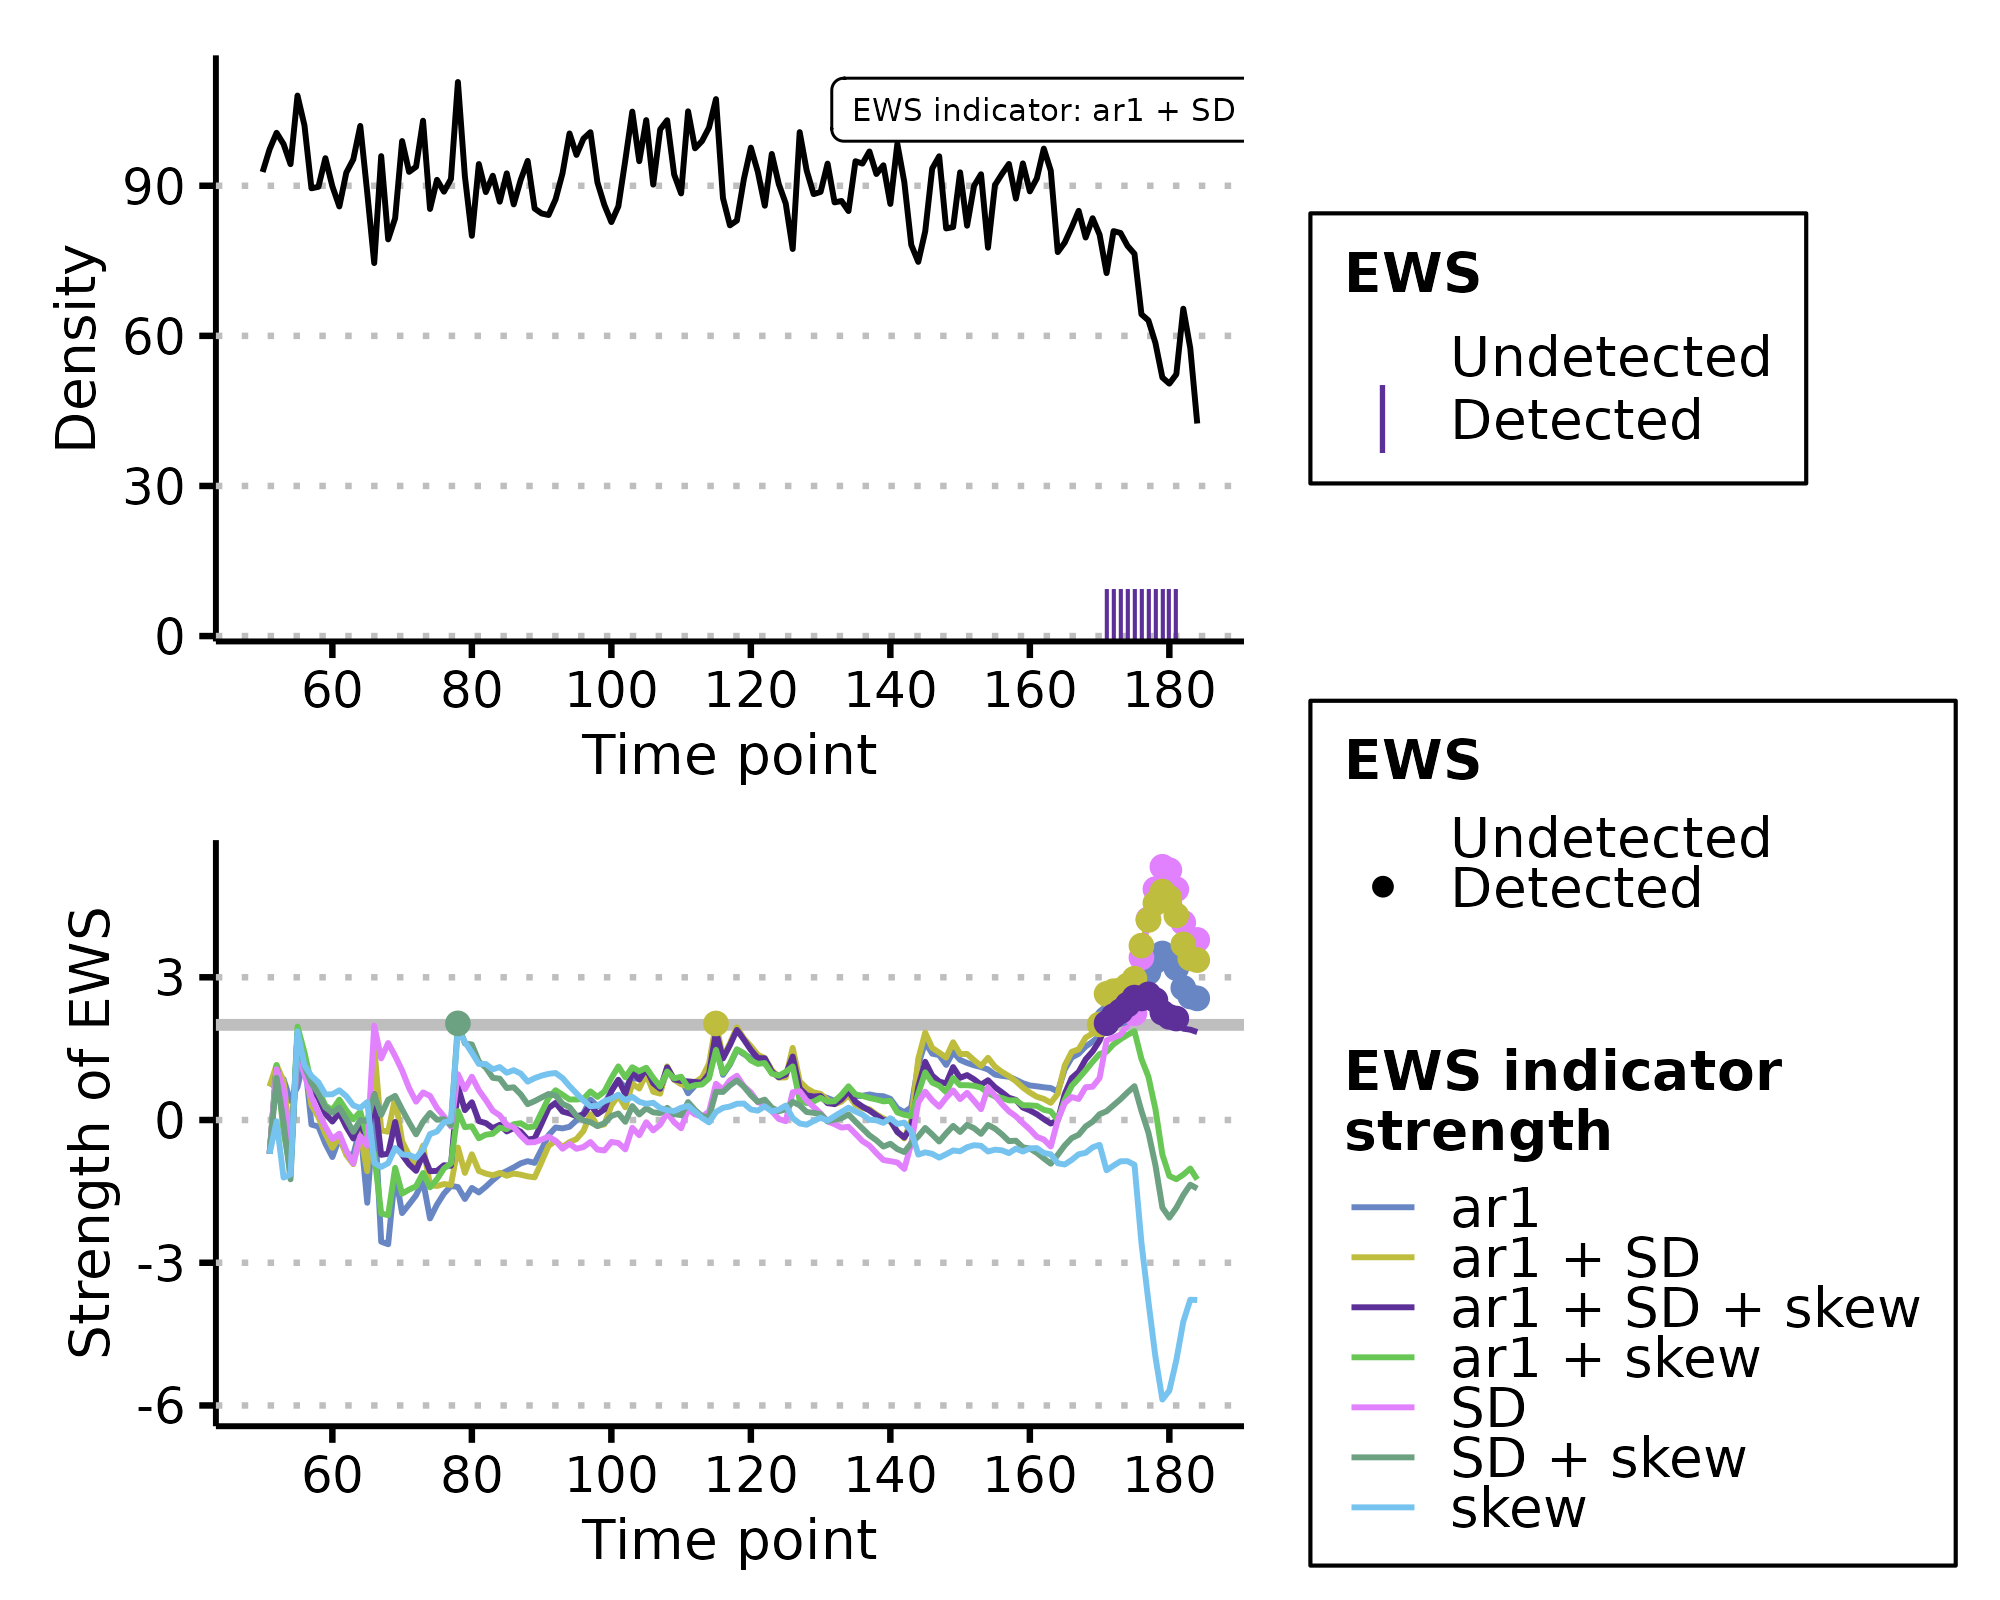 EWS indicator: ar1 + SD
90
60
30
0
Density
60 80 100 120 140 160 180
Time point
EWS
Undetected
Detected
3
0
-3
-6
Strength of EWS
60 80 100 120 140 160 180
Time point
EWS
Undetected
Detected
EWS indicator
strength
ar1
ar1 + SD
ar1 + SD + skew
ar1 + skew
SD
SD + skew
skew